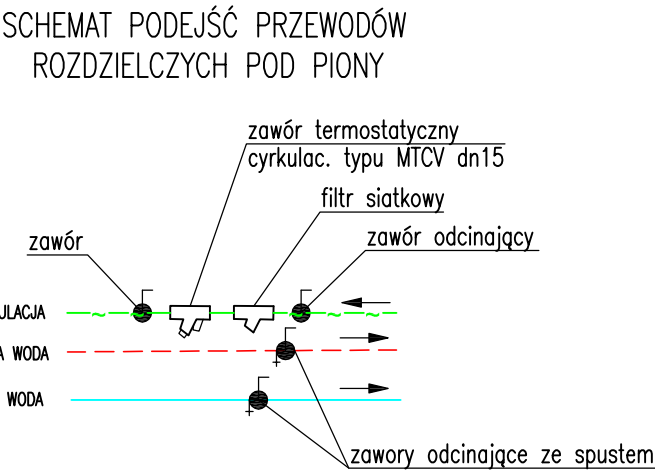 SCHEMAT PODEJŚĆ PRZEWODÓW
ROZDZIELCZYCH POD PIONY
zawór termostatyczny
cyrkulac. typu MTCV dn15
filtr siatkowy
zawór
zawór odcinający
ULACJA
A WODA
WODA
zawory odcinające ze spustem